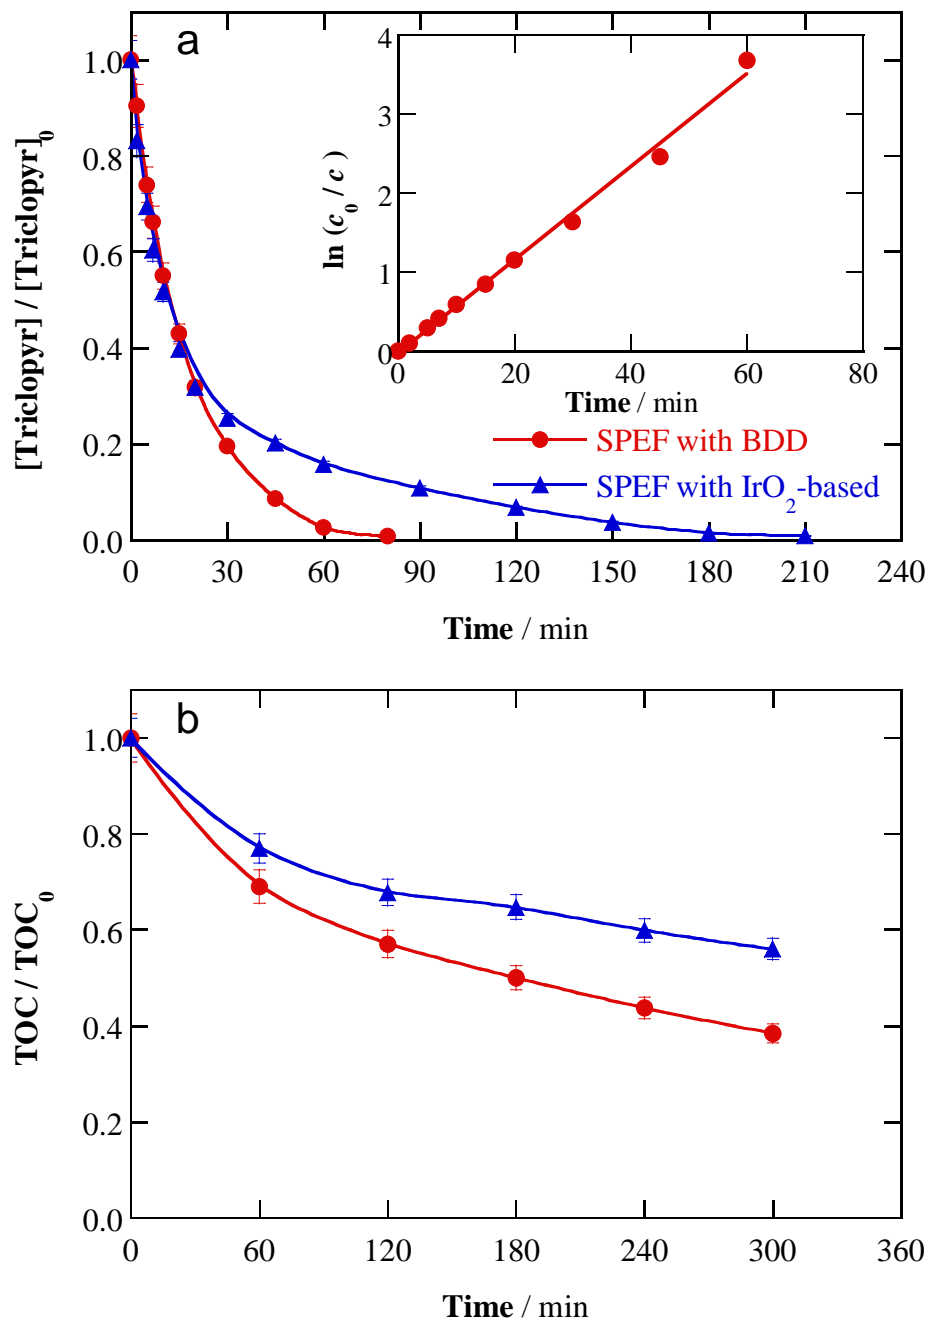 a
1.0
0.8
0.6
0.4
0.2
0.0
[Triclopyr] / [Triclopyr]0
0 30 60 90 120 150 180 210 240
Time / min
4
3
2
1
0
ln (c0 / c )
0 20 40 60 80
Time / min
SPEF with BDD
SPEF with IrO2-based
b
1.0
0.8
0.6
0.4
0.2
0.0
TOC / TOC0
0 60 120 180 240 300 360
Time / min